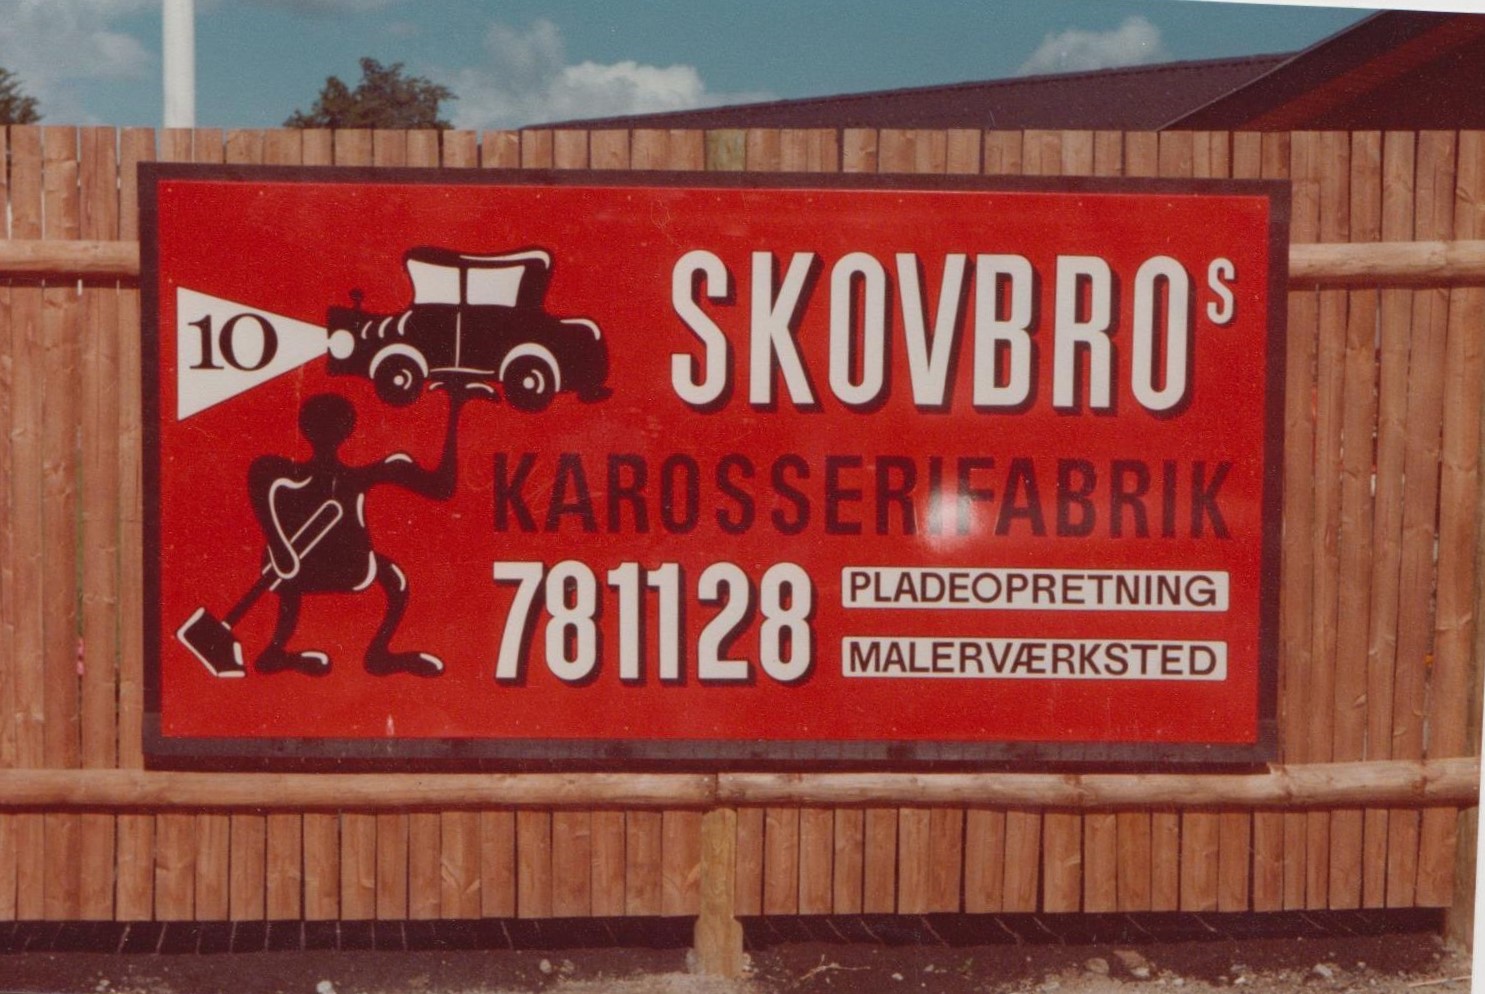 10
SKOVBROS
KAROSSERIFABRIK
781128
PLADEOPRETNING
MALERVÆRKSTED